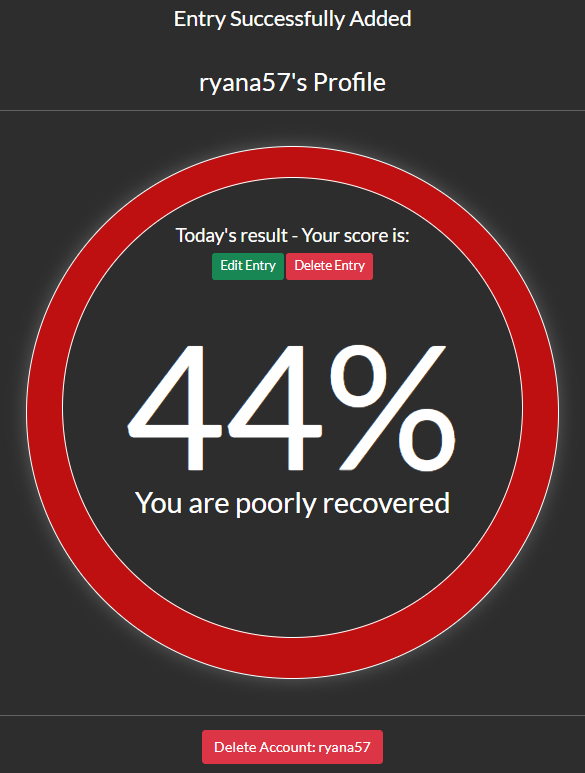 Entry Successfully Added
ryana57's Profile
Today's result - Your score is:
Edit Entry Delete Entry
44%
You are poorly recovered
Delete Account: ryana57